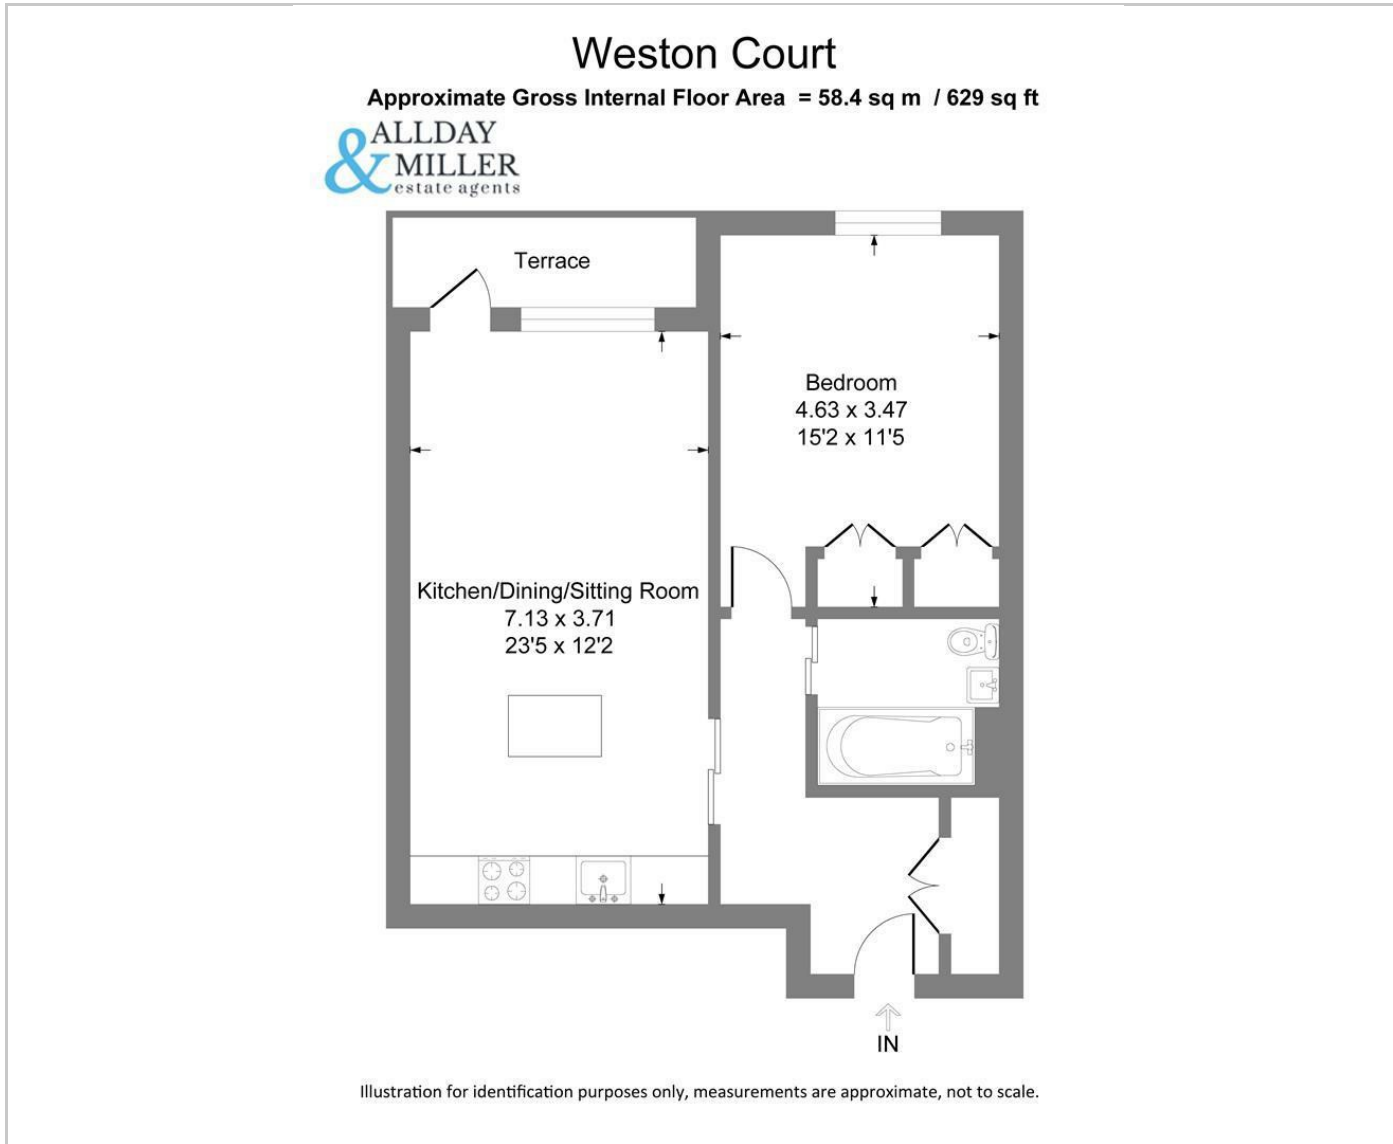 Weston Court
Approximate Gross Internal Floor Area = 58.4 sq m / 629 sq ft
& ALLDAY
MILLER
estate agents
Terrace
Bedroom
4.63 x 3.47
15'2 x 11'5
Kitchen/Dining/Sitting Room
7.13 x 3.71
23'5 x 12'2
IN
Illustration for identification purposes only, measurements are approximate, not to scale.